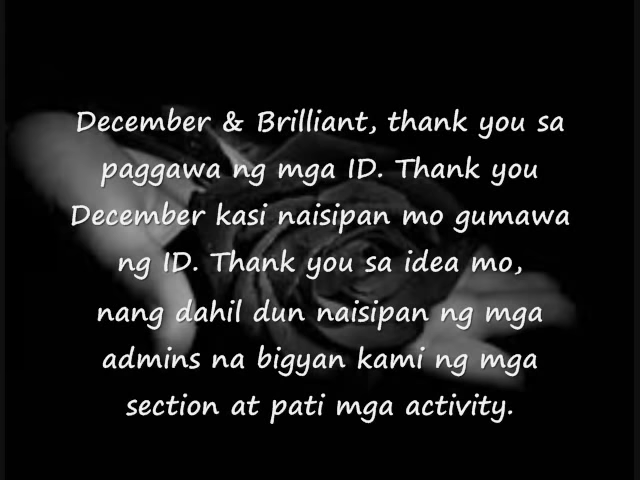 December & Brilliant, thank you sa
paggawa ng mga ID. Thank you
December kasi naisipan mo gumawa
ng ID. Thank you sa idea mo,
nang dahil dun naisipan ng mga
admins na bigyan kami ng mga
section at pati mga activity.